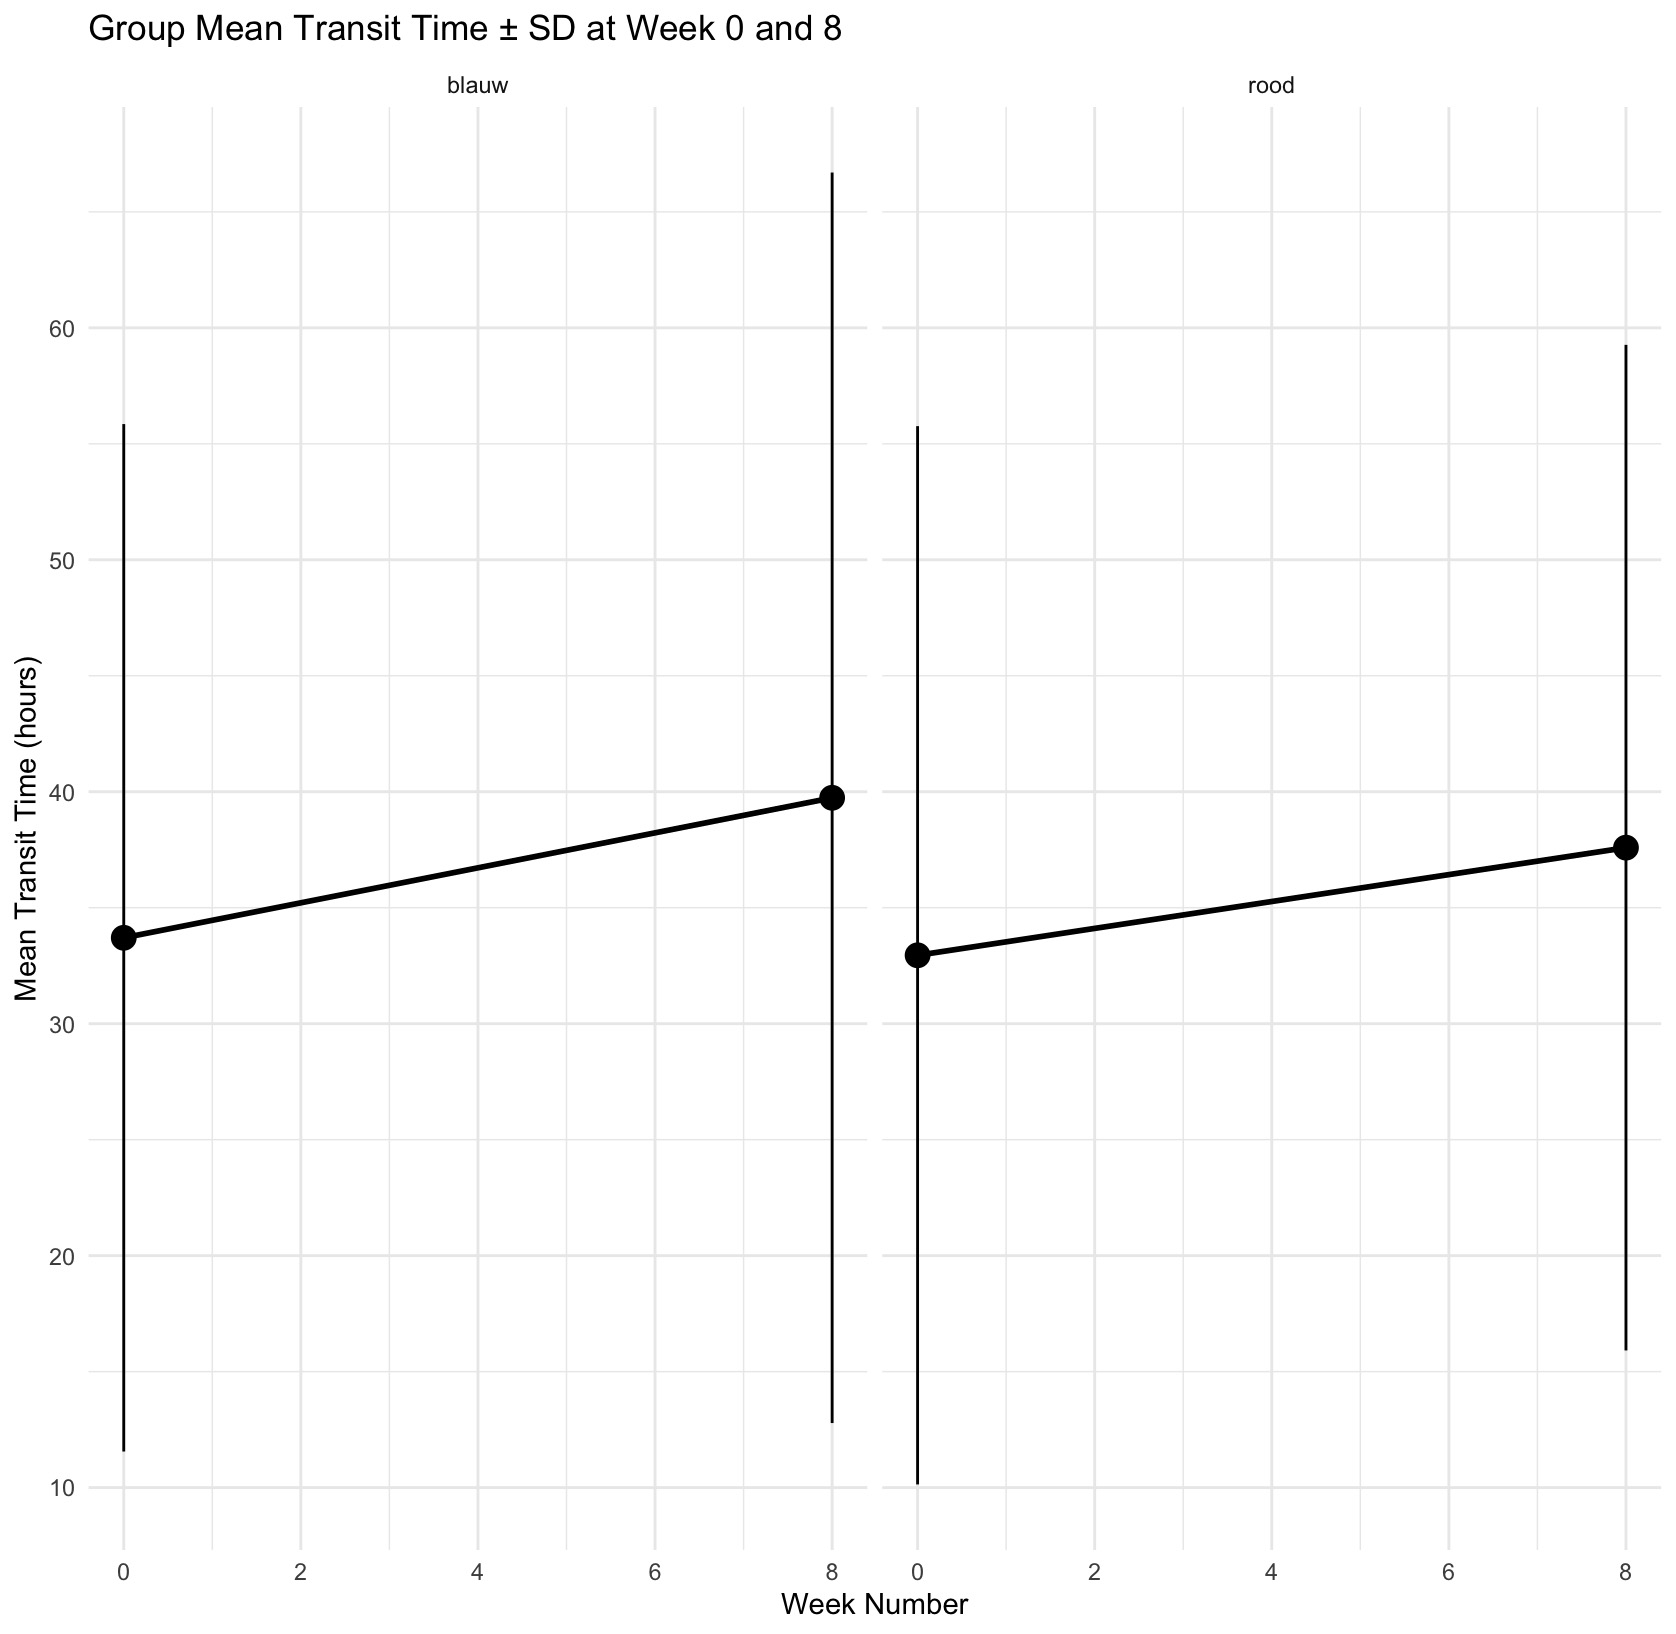 Group Mean Transit Time ± SD at Week 0 and 8
blauw
rood
Mean Transit Time (hours)
60
50
40
30
20
10
0 2 4 6 8
0 2 4 6 8
Week Number